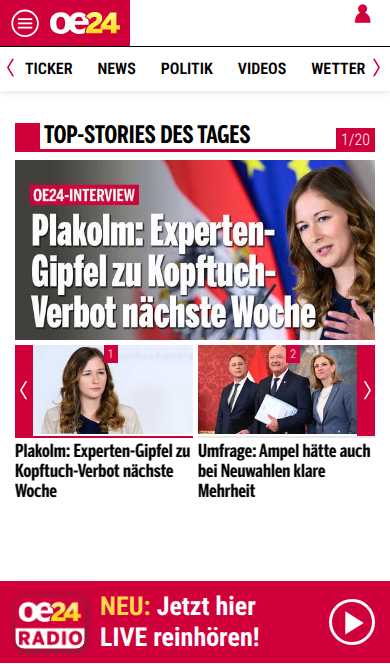 oe24
TICKER NEWS POLITIK VIDEOS WETTER
TOP-STORIES DES TAGES
1/20
OE24-INTERVIEW
Plakolm: Experten-
Gipfel zu Kopftuch-
Verbot nächste Woche
1
2
Plakolm: Experten-Gipfel zu
Kopftuch-Verbot nächste
Woche
Umfrage: Ampel hätte auch
bei Neuwahlen klare
Mehrheit
oe24
RADIO
NEU: Jetzt hier
LIVE reinhören!